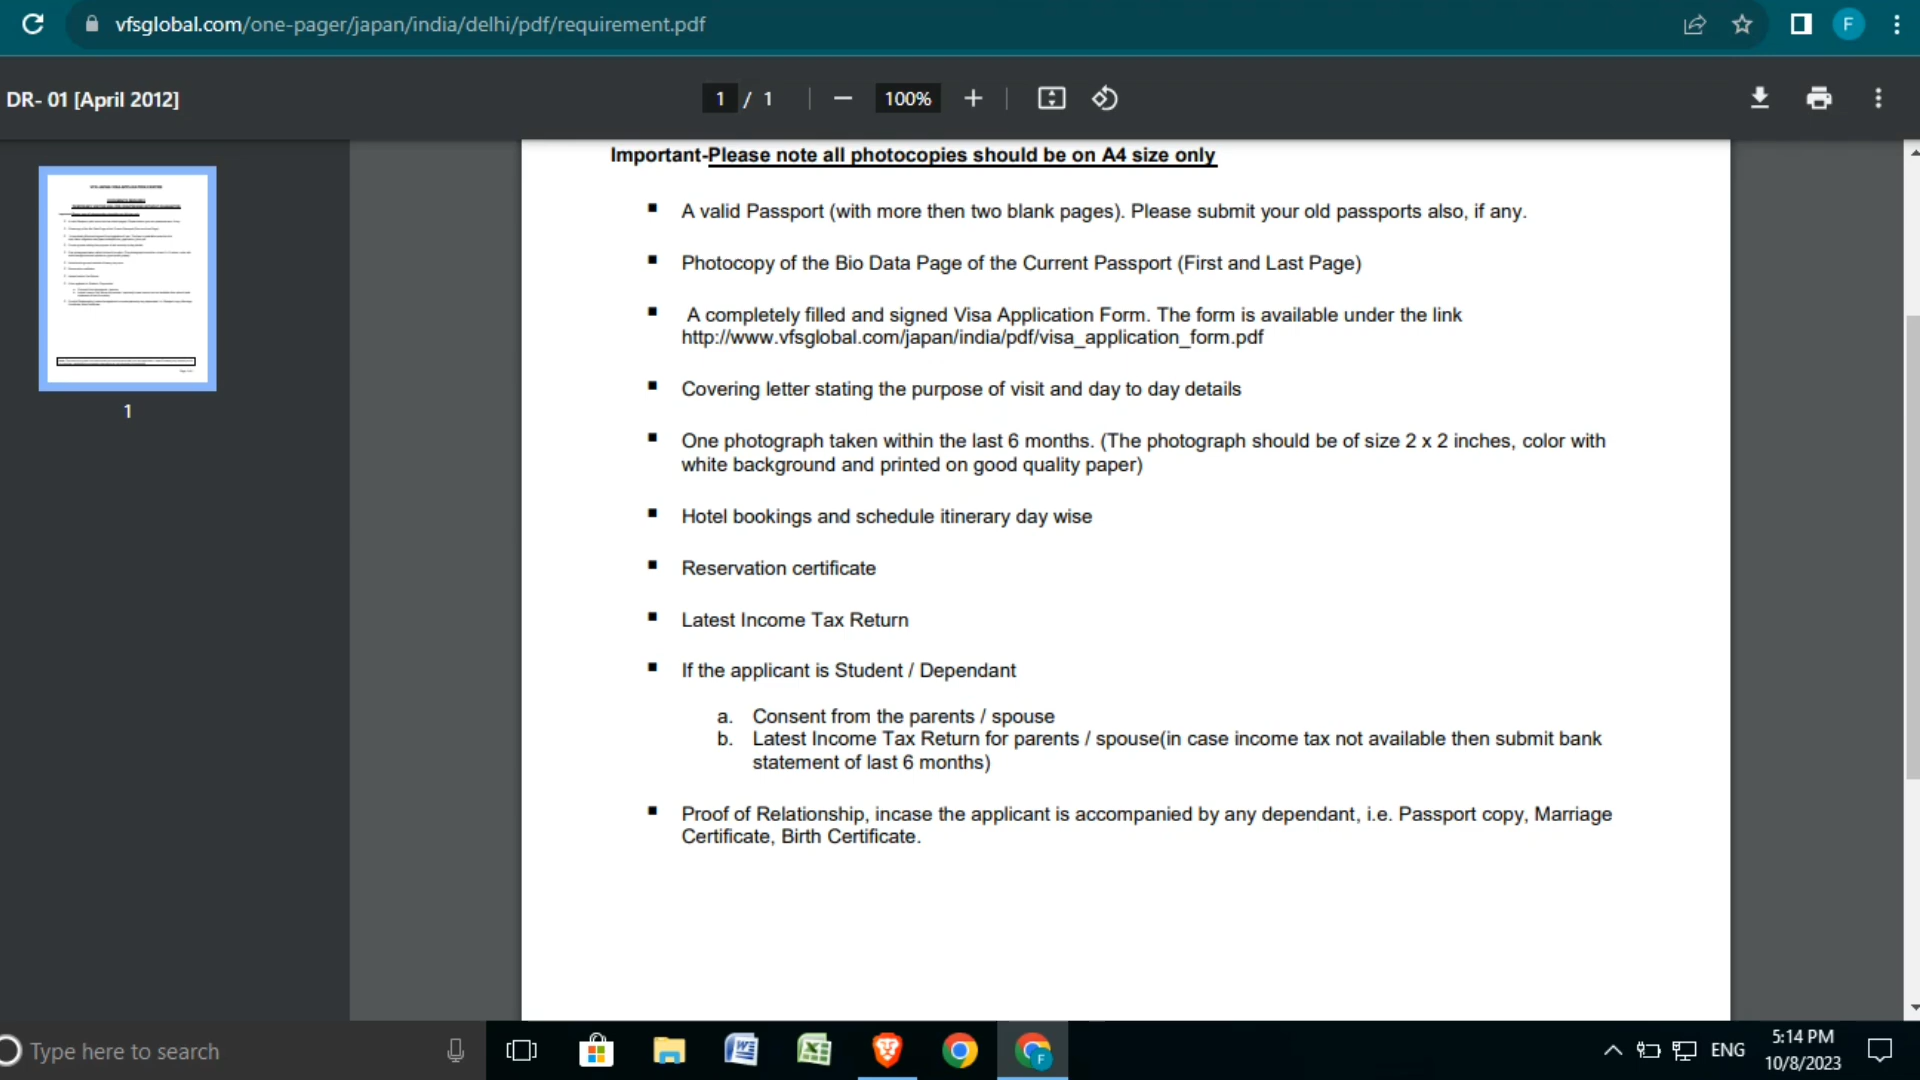 vfsglobal.com/one-pager/japan/india/delhi/pdf/requirement.pdf
F
DR- 01 [April 2012]
1 / 1
100%
1
Important-Please note all photocopies should be on A4 size only
A valid Passport (with more then two blank pages). Please submit your old passports also, if any.
Photocopy of the Bio Data Page of the Current Passport (First and Last Page)
A completely filled and signed Visa Application Form. The form is available under the link
http://www.vfsglobal.com/japan/india/pdf/visa_application_form.pdf
Covering letter stating the purpose of visit and day to day details
One photograph taken within the last 6 months. (The photograph should be of size 2 x 2 inches, color with
white background and printed on good quality paper)
Hotel bookings and schedule itinerary day wise
Reservation certificate
Latest Income Tax Return
If the applicant is Student / Dependant
a. Consent from the parents / spouse
b. Latest Income Tax Return for parents / spouse(in case income tax not available then submit bank
statement of last 6 months)
Proof of Relationship, incase the applicant is accompanied by any dependant, i.e. Passport copy, Marriage
Certificate, Birth Certificate.
Type here to search
F
ENG
5:14 PM
10/8/2023